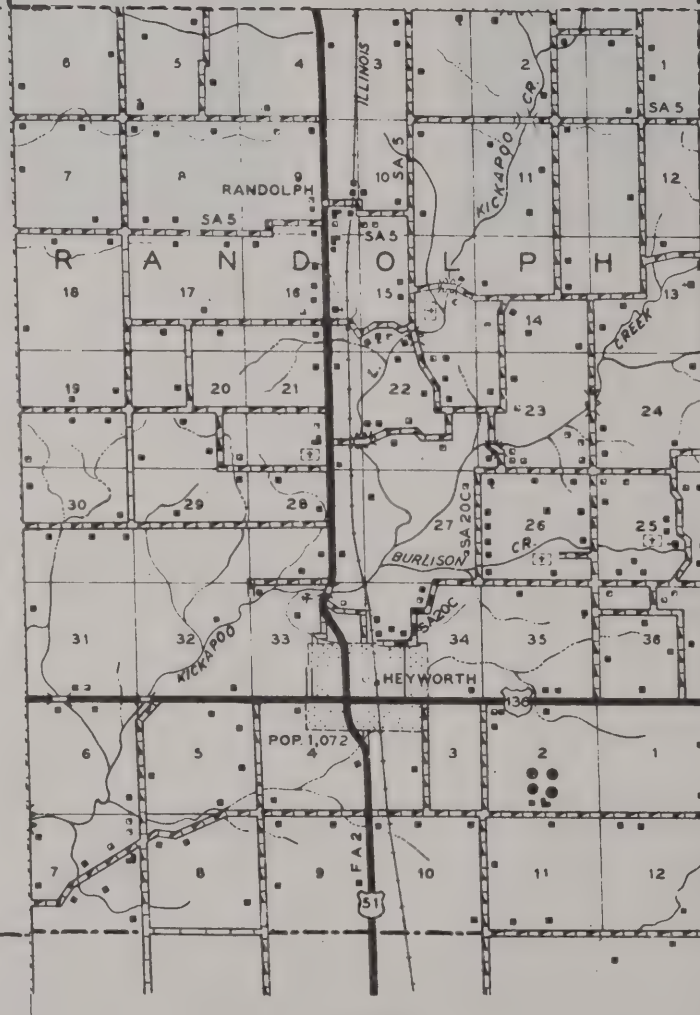 6 5 4 ILLINOIS 3 2 1
SA 5
KICKAPOO CR.
7 8 9 10 SA 5 11 12
RANDOLPH
SA 5
SA 5
RANDOLPH
18 17 16 15 14 13
CREEK
L.
19 20 21 22 23 24
30 29 28 27 SA 20C 26 25
BURLISON CR.
31 32 33 34 35 36
KICKAPOO
SA20C
HEYWORTH
136
POP. 1,072
6 5 4 3 2 1
7 8 9 FA 2 10 11 12
51